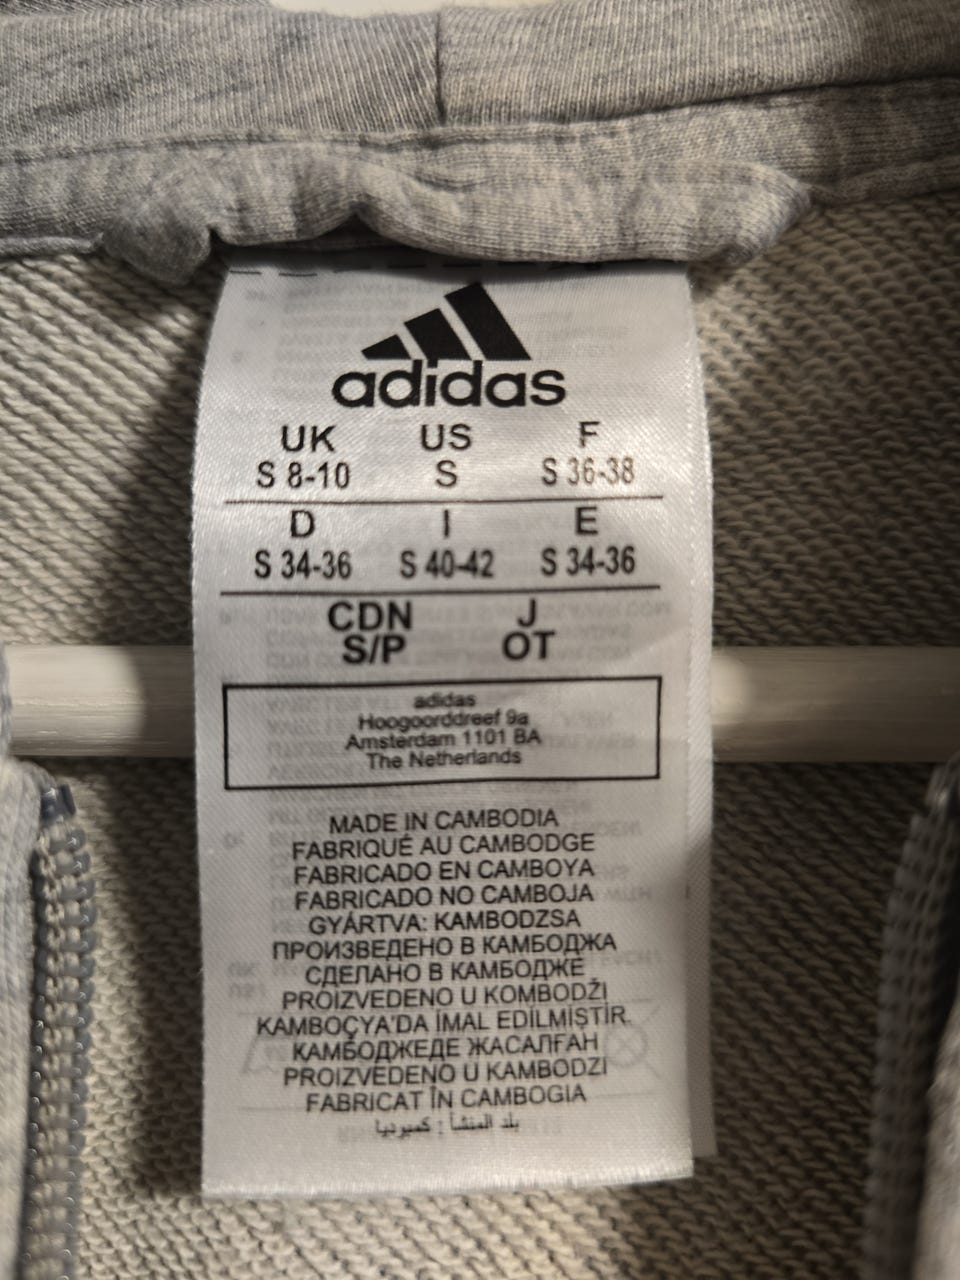 adidas
UK US F
S 8-10 S S 36-38
D I E
S 34-36 S 40-42 S 34-36
CDN J
S/P OT
adidas
Hoogoorddreef 9a
Amsterdam 1101 BA
The Netherlands
MADE IN CAMBODIA
FABRIQUÉ AU CAMBODGE
FABRICADO EN CAMBOYA
FABRICADO NO CAMBOJA
GYÁRTVA: KAMBODZSA
ПРОИЗВЕДЕНО В КАМБОДЖА
СДЕЛАНО В КАМБОДЖЕ
PROIZVEDENO U KOMBODŽI
KAMBOÇYA'DA İMAL EDİLMİŞTİR.
КАМБОДЖЕДЕ ЖАСАЛҒАН
PROIZVEDENO U KAMBODZI
FABRICAT ÎN CAMBOGIA
بلد المنشأ : كمبوديا